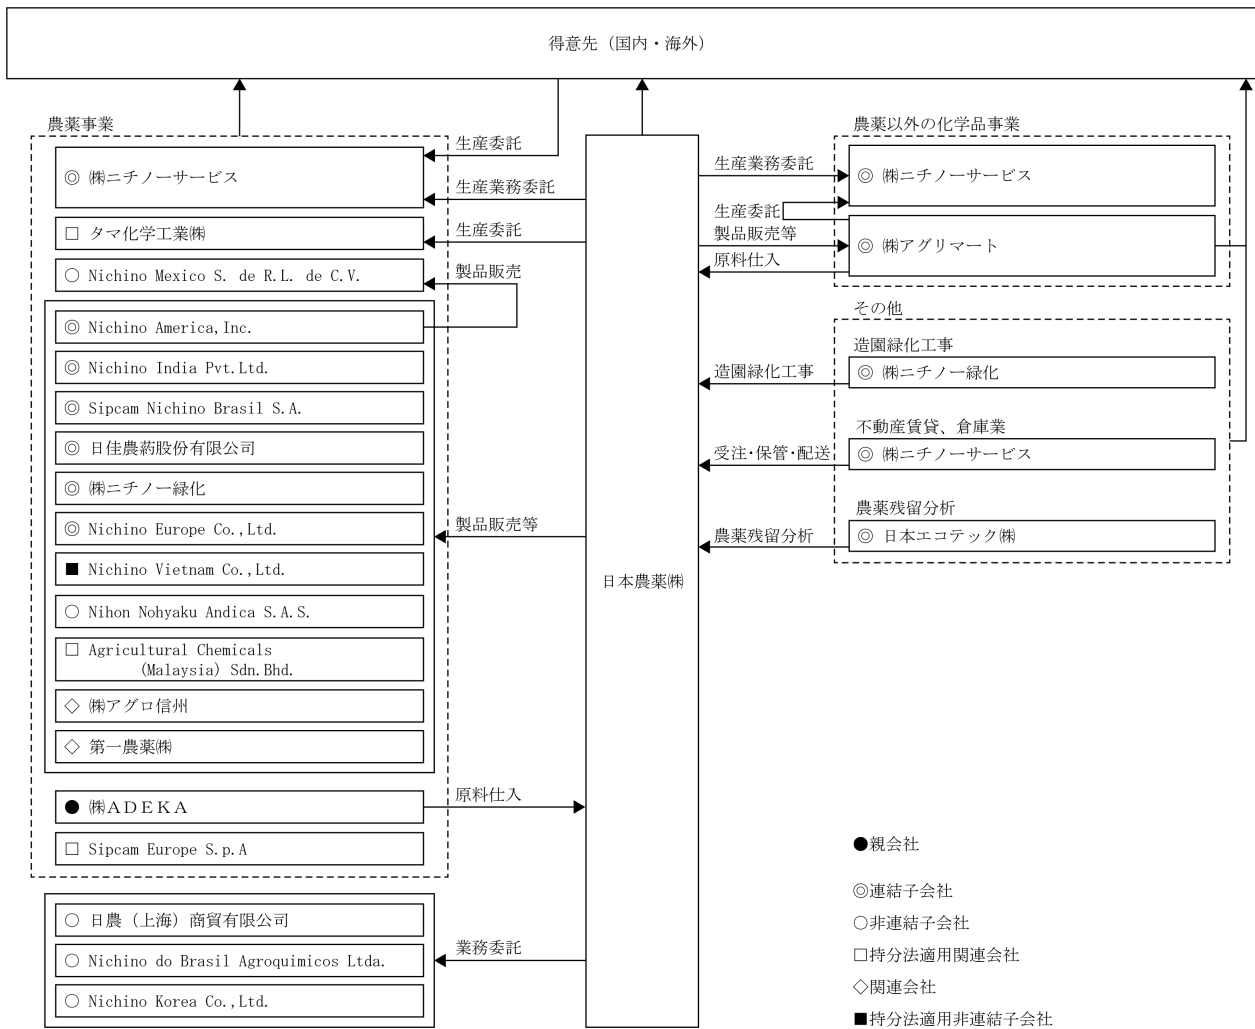 得意先（国内・海外）
農薬事業
生産委託
◎ ㈱ニチノーサービス
生産業務委託
□ タマ化学工業㈱
生産委託
○ Nichino Mexico S. de R.L. de C.V.
製品販売
◎ Nichino America,Inc.
◎ Nichino India Pvt.Ltd.
◎ Sipcam Nichino Brasil S.A.
◎ 日佳農葯股份有限公司
◎ ㈱ニチノー緑化
◎ Nichino Europe Co.,Ltd.
製品販売等
■ Nichino Vietnam Co.,Ltd.
○ Nihon Nohyaku Andica S.A.S.
□ Agricultural Chemicals
(Malaysia) Sdn.Bhd.
◇ ㈱アグロ信州
◇ 第一農薬㈱
● ㈱ＡＤＥＫＡ
原料仕入
□ Sipcam Europe S.p.A
○ 日農（上海）商貿有限公司
○ Nichino do Brasil Agroquimicos Ltda.
業務委託
○ Nichino Korea Co.,Ltd.
日本農薬㈱
農薬以外の化学品事業
生産業務委託
◎ ㈱ニチノーサービス
生産委託
製品販売等
◎ ㈱アグリマート
原料仕入
その他
造園緑化工事
造園緑化工事
◎ ㈱ニチノー緑化
不動産賃貸、倉庫業
受注･保管･配送
◎ ㈱ニチノーサービス
農薬残留分析
農薬残留分析
◎ 日本エコテック㈱
●親会社
◎連結子会社
○非連結子会社
□持分法適用関連会社
◇関連会社
■持分法適用非連結子会社